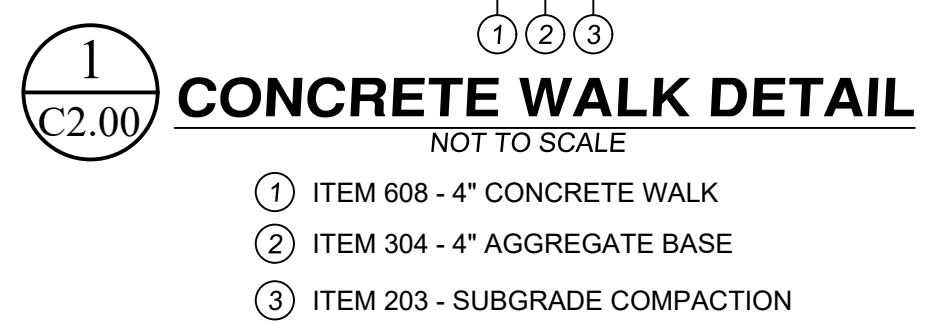 ① ② ③
1
C2.00
CONCRETE WALK DETAIL
NOT TO SCALE
① ITEM 608 - 4" CONCRETE WALK
② ITEM 304 - 4" AGGREGATE BASE
③ ITEM 203 - SUBGRADE COMPACTION